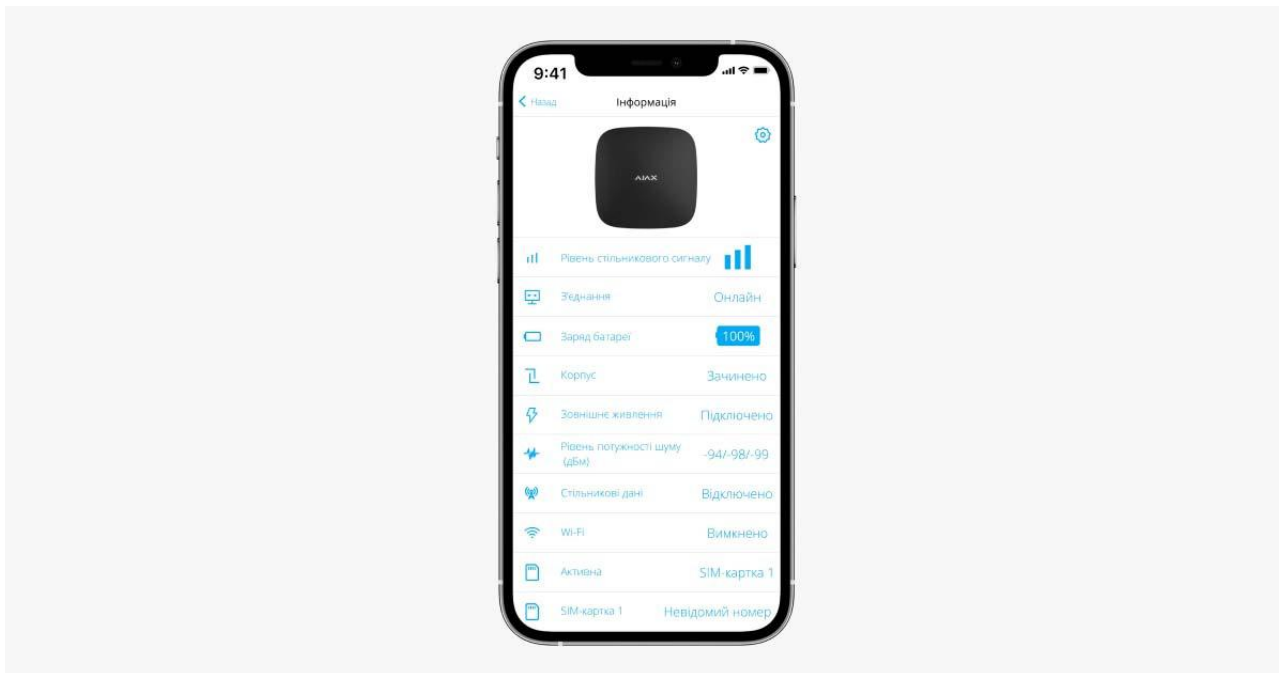 9:41
Назад
Інформація
AJAX
Рівень стільникового сигналу
З'єднання Онлайн
Заряд батареї 100%
Корпус Зачинено
Зовнішнє живлення Підключено
Рівень потужності шуму
(дБм) -94/-98/-99
Стільникові дані Відключено
Wi-Fi Вимкнено
Активна SIM-картка 1
SIM-картка 1 Невідомий номер